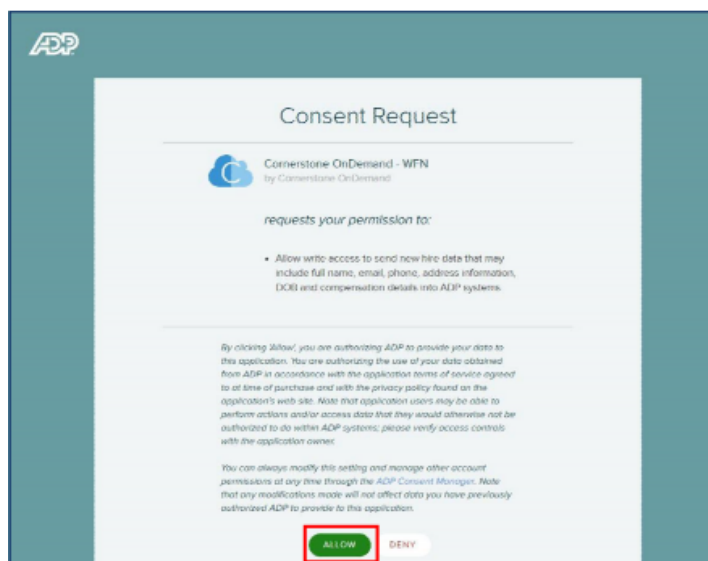 ADP
Consent Request
C
Cornerstone OnDemand - WFN
by Cornerstone OnDemand
requests your permission to:
• Allow write access to send new hire data that may
include full name, email, phone, address information,
DOB and compensation details into ADP systems.
By clicking 'Allow', you are authorizing ADP to provide your data to
this application. You are authorizing the use of your data obtained
from ADP in accordance with the application terms of service agreed
to at time of purchase and with the privacy policy found on the
application's web site. Note that application users may be able to
perform actions and/or access data that they would otherwise not be
authorized to do within ADP systems; please verify access controls
with the application owner.
You can always modify this setting and manage other account
permissions at any time through the ADP Consent Manager. Note
that any modifications made will not affect data you have previously
authorized ADP to provide to this application.
ALLOW DENY